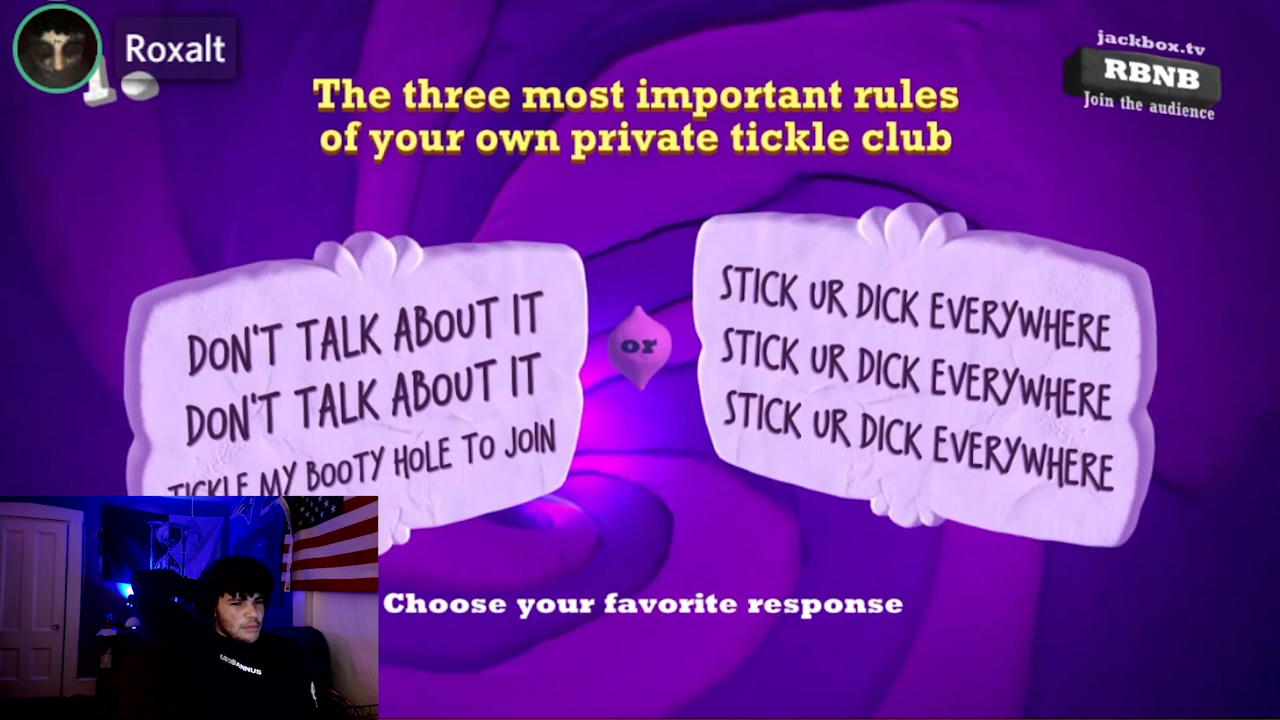 Roxalt
jackbox.tv
RBNB
Join the audience
The three most important rules
of your own private tickle club
DON'T TALK ABOUT IT
DON'T TALK ABOUT IT
TICKLE MY BOOTY HOLE TO JOIN
or
STICK UR DICK EVERYWHERE
STICK UR DICK EVERYWHERE
STICK UR DICK EVERYWHERE
Choose your favorite response